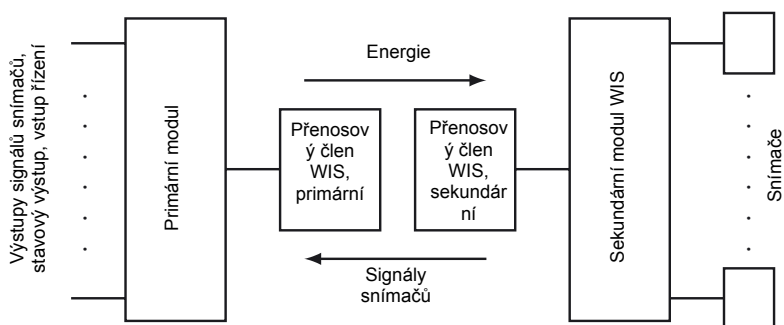 Výstupy signálů snímačů,
stavový výstup, vstup řízení
Primární modul
Energie
Přenosov
ý člen
WIS,
primární
Přenosov
ý člen
WIS,
sekundár
ní
Signály
snímačů
Sekundární modul WIS
Snímače